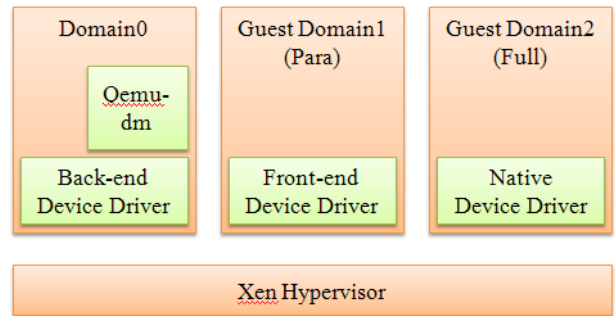 Domain0
Qemu-
dm
Back-end
Device Driver
Guest Domain1
(Para)
Front-end
Device Driver
Guest Domain2
(Full)
Native
Device Driver
Xen Hypervisor